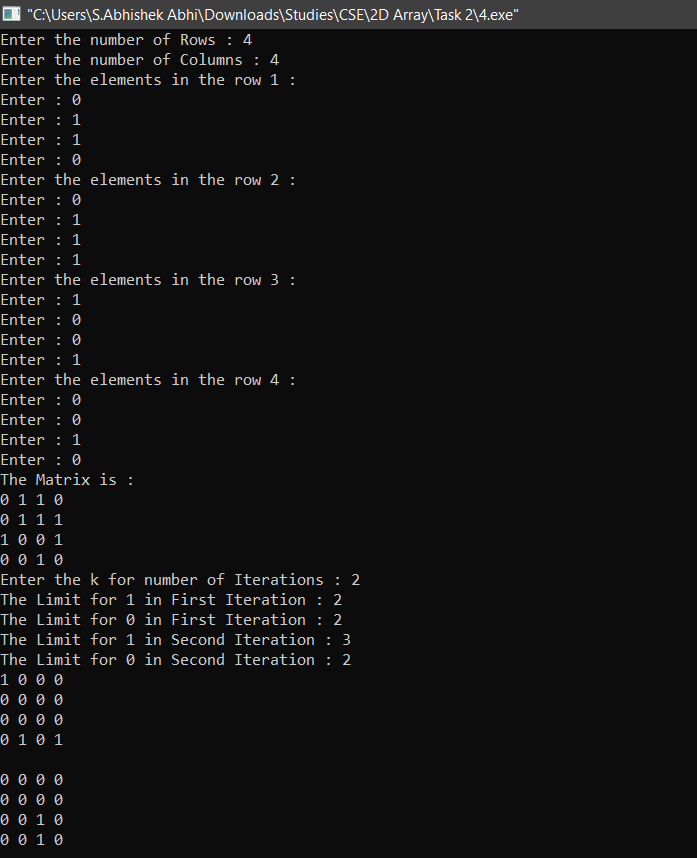 "C:\Users\S.Abhishek Abhi\Downloads\Studies\CSE\2D Array\Task 2\4.exe"
Enter the number of Rows : 4
Enter the number of Columns : 4
Enter the elements in the row 1 :
Enter : 0
Enter : 1
Enter : 1
Enter : 0
Enter the elements in the row 2 :
Enter : 0
Enter : 1
Enter : 1
Enter : 1
Enter the elements in the row 3 :
Enter : 1
Enter : 0
Enter : 0
Enter : 1
Enter the elements in the row 4 :
Enter : 0
Enter : 0
Enter : 1
Enter : 0
The Matrix is :
0 1 1 0
0 1 1 1
1 0 0 1
0 0 1 0
Enter the k for number of Iterations : 2
The Limit for 1 in First Iteration : 2
The Limit for 0 in First Iteration : 2
The Limit for 1 in Second Iteration : 3
The Limit for 0 in Second Iteration : 2
1 0 0 0
0 0 0 0
0 0 0 0
0 1 0 1

0 0 0 0
0 0 0 0
0 0 1 0
0 0 1 0